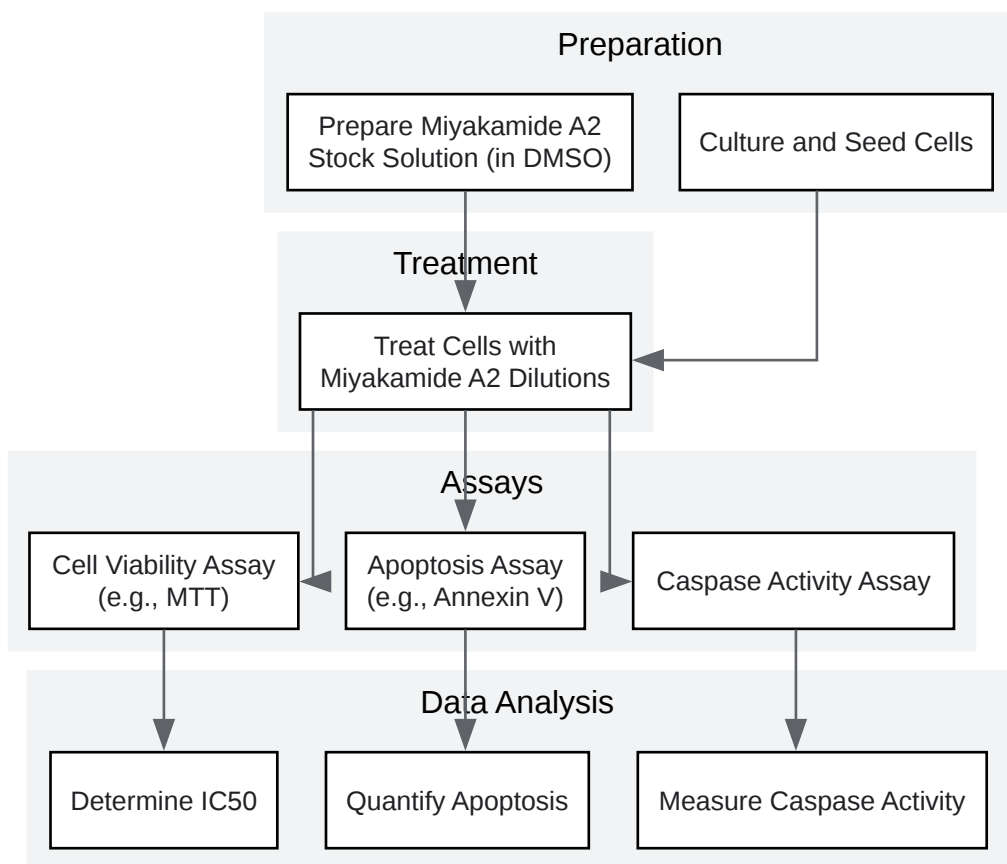 Preparation
Prepare Miyakamide A2
Stock Solution (in DMSO)
Culture and Seed Cells
Treatment
Treat Cells with
Miyakamide A2 Dilutions
Assays
Cell Viability Assay
(e.g., MTT)
Apoptosis Assay
(e.g., Annexin V)
Caspase Activity Assay
Data Analysis
Determine IC50
Quantify Apoptosis
Measure Caspase Activity